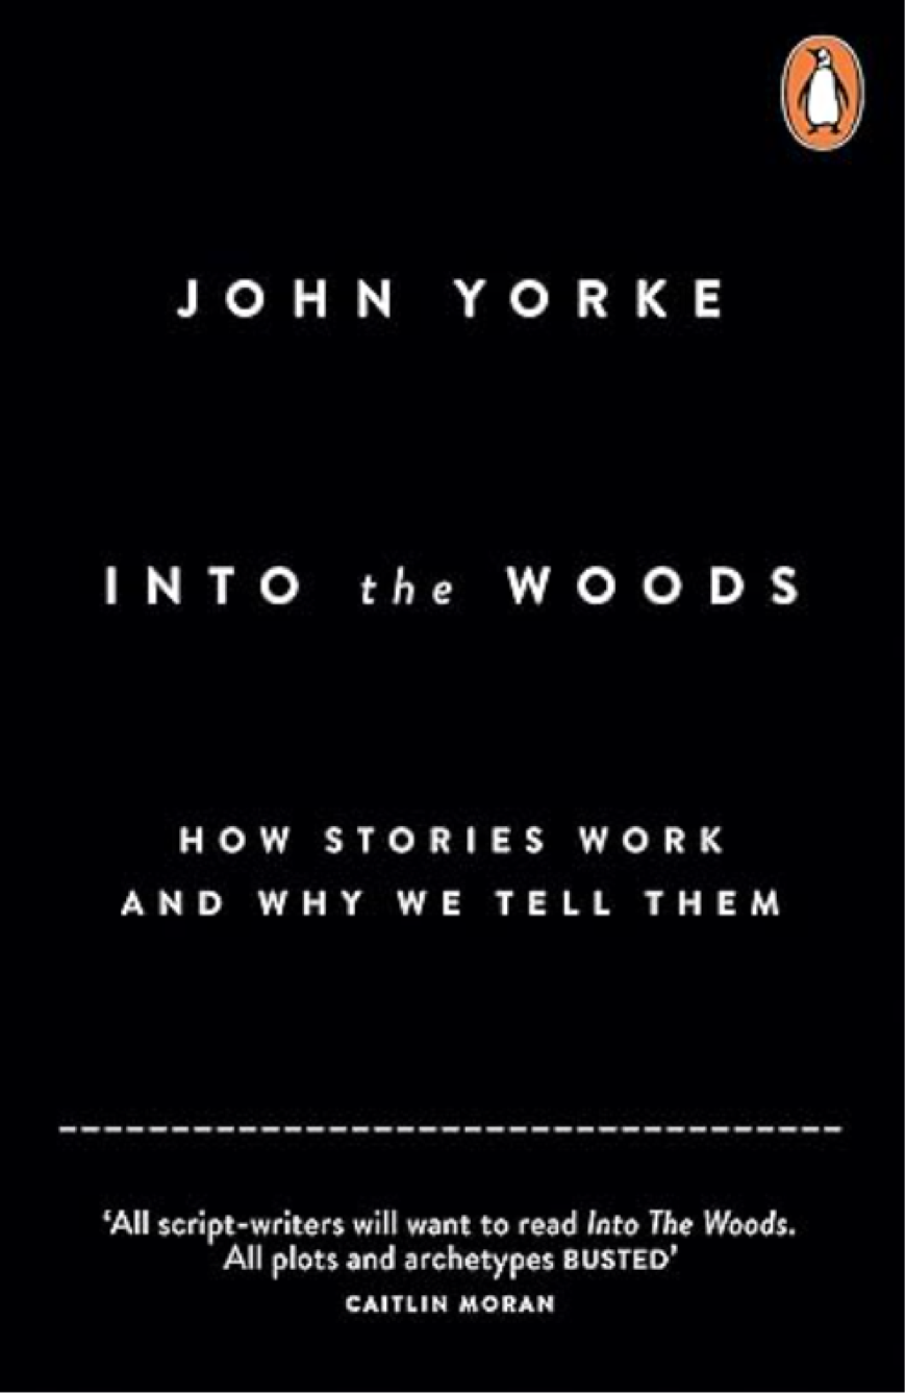 JOHN YORKE
INTO the WOODS
HOW STORIES WORK
AND WHY WE TELL THEM
‘All script-writers will want to read Into The Woods.
All plots and archetypes BUSTED’
CAITLIN MORAN